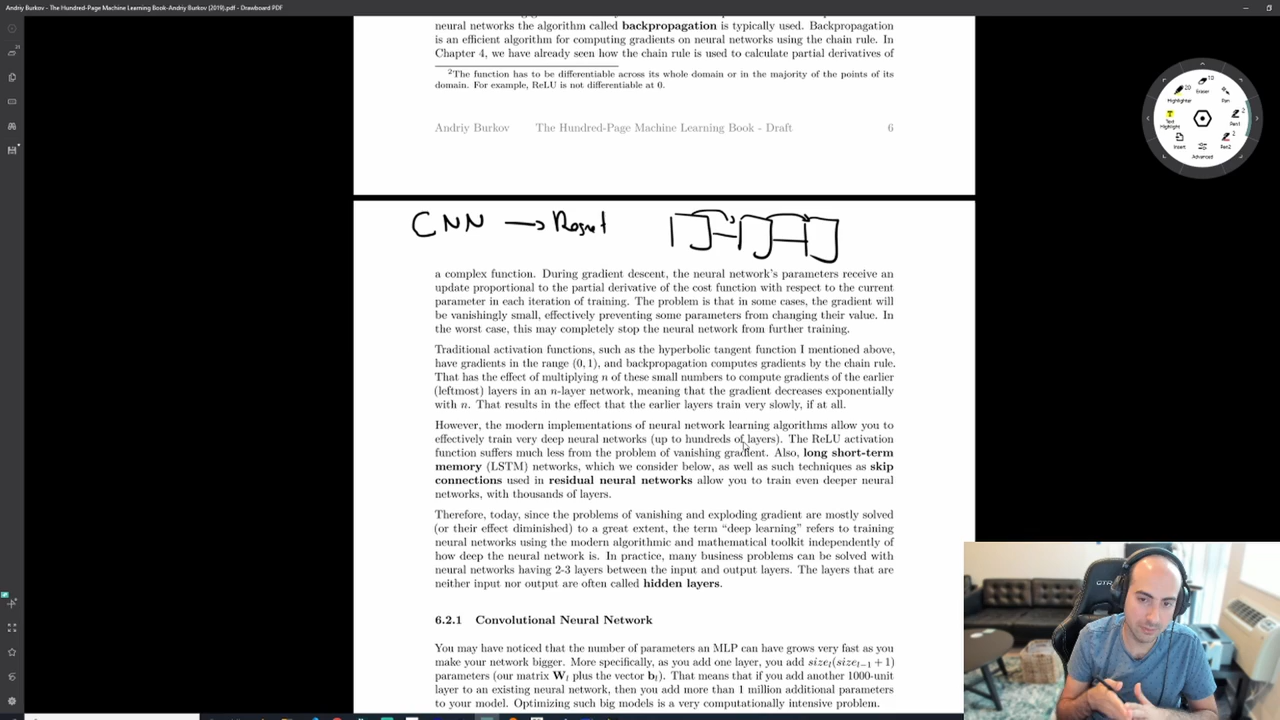 Andriy Burkov - The Hundred-Page Machine Learning Book-Andriy Burkov (2019).pdf - Drawboard PDF
neural networks the algorithm called backpropagation is typically used. Backpropagation
is an efficient algorithm for computing gradients on neural networks using the chain rule. In
Chapter 4, we have already seen how the chain rule is used to calculate partial derivatives of
2The function has to be differentiable across its whole domain or in the majority of the points of its
domain. For example, ReLU is not differentiable at 0.
Andriy Burkov The Hundred-Page Machine Learning Book - Draft 6
Highlighter 20
Eraser 10
Pen
Text Highlight
Pen1 2
Insert
Pen2 2
Advanced
CNN → Resnet
a complex function. During gradient descent, the neural network's parameters receive an
update proportional to the partial derivative of the cost function with respect to the current
parameter in each iteration of training. The problem is that in some cases, the gradient will
be vanishingly small, effectively preventing some parameters from changing their value. In
the worst case, this may completely stop the neural network from further training.
Traditional activation functions, such as the hyperbolic tangent function I mentioned above,
have gradients in the range (0, 1), and backpropagation computes gradients by the chain rule.
That has the effect of multiplying n of these small numbers to compute gradients of the earlier
(leftmost) layers in an n-layer network, meaning that the gradient decreases exponentially
with n. That results in the effect that the earlier layers train very slowly, if at all.
However, the modern implementations of neural network learning algorithms allow you to
effectively train very deep neural networks (up to hundreds of layers). The ReLU activation
function suffers much less from the problem of vanishing gradient. Also, long short-term
memory (LSTM) networks, which we consider below, as well as such techniques as skip
connections used in residual neural networks allow you to train even deeper neural
networks, with thousands of layers.
Therefore, today, since the problems of vanishing and exploding gradient are mostly solved
(or their effect diminished) to a great extent, the term "deep learning" refers to training
neural networks using the modern algorithmic and mathematical toolkit independently of
how deep the neural network is. In practice, many business problems can be solved with
neural networks having 2-3 layers between the input and output layers. The layers that are
neither input nor output are often called hidden layers.
6.2.1 Convolutional Neural Network
You may have noticed that the number of parameters an MLP can have grows very fast as you
make your network bigger. More specifically, as you add one layer, you add size_l(size_{l−1} + 1)
parameters (our matrix W_l plus the vector b_l). That means that if you add another 1000-unit
layer to an existing neural network, then you add more than 1 million additional parameters
to your model. Optimizing such big models is a very computationally intensive problem.
GTR